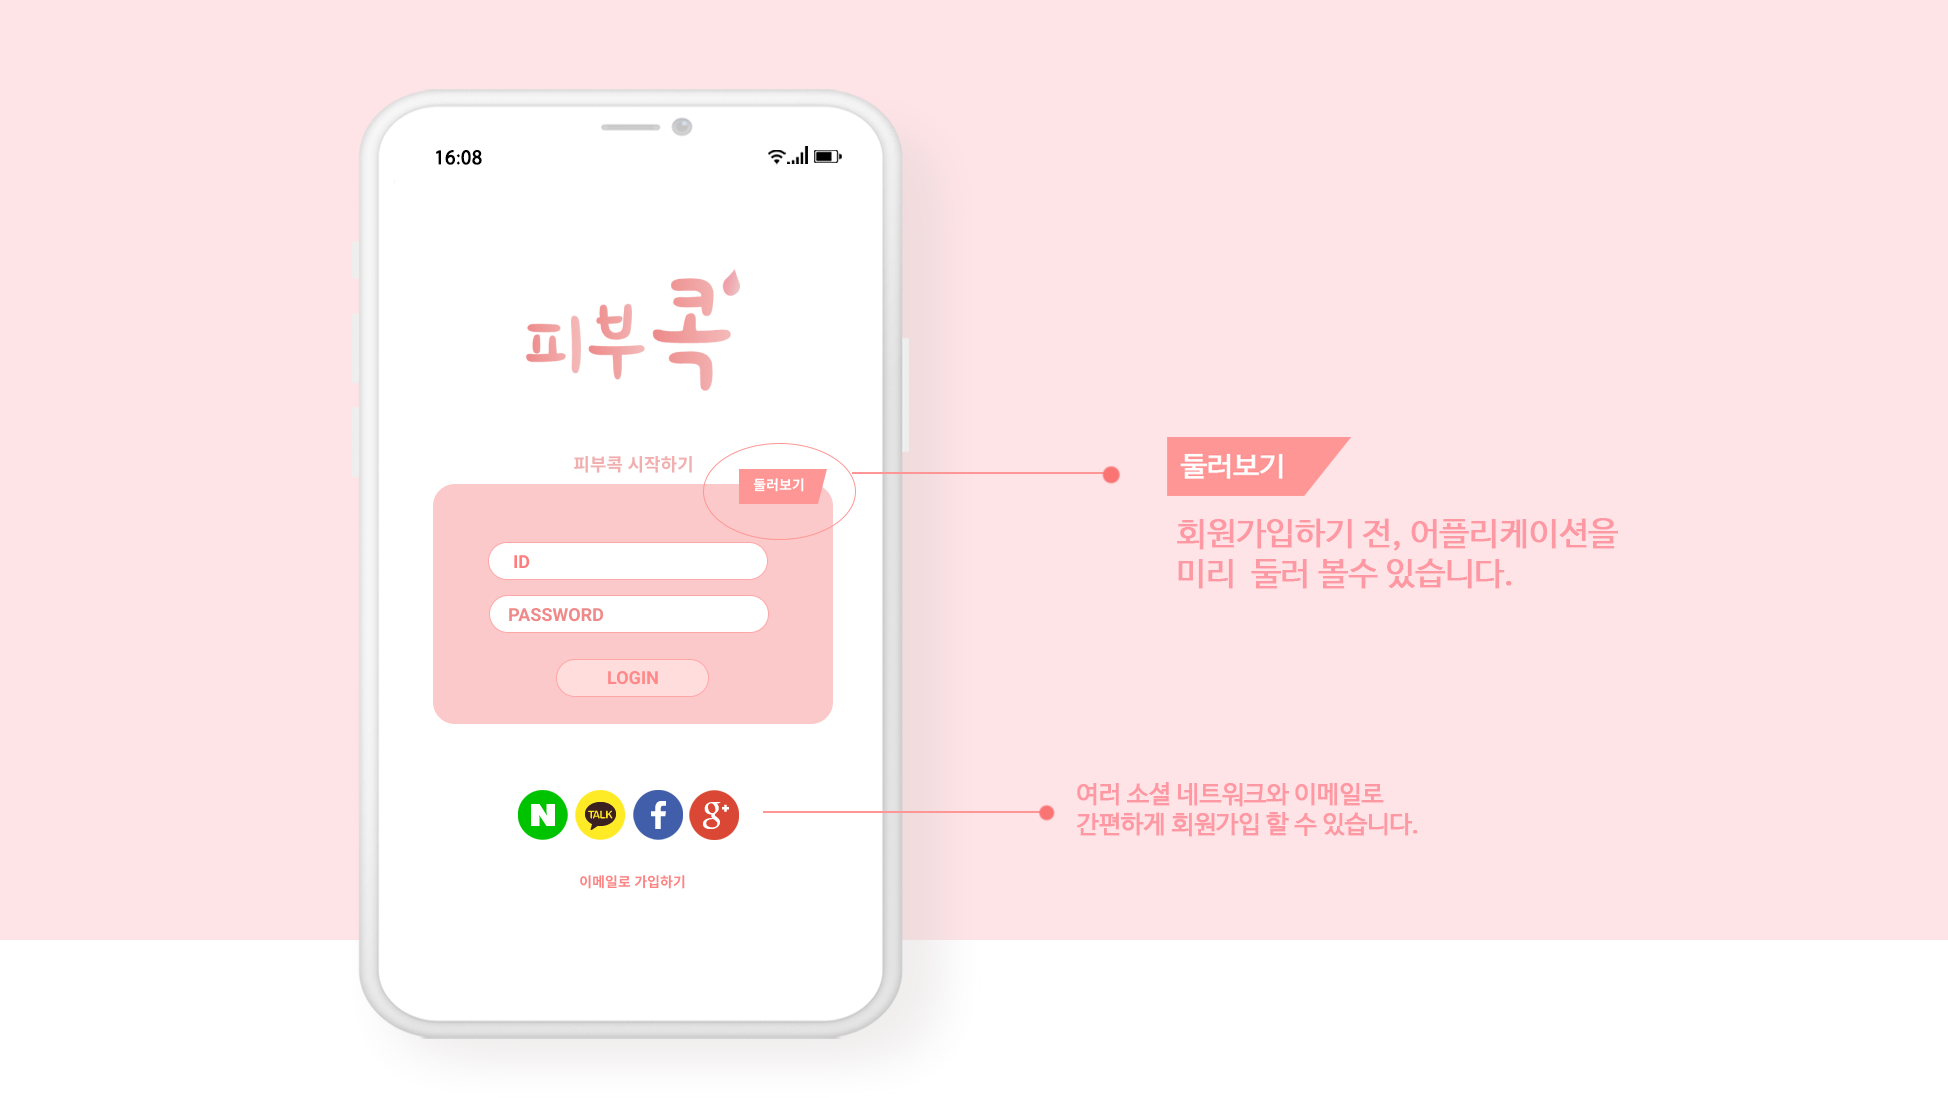 16:08
피부콕
피부콕 시작하기
둘러보기
ID
PASSWORD
LOGIN
N
TALK
f
g+
이메일로 가입하기
둘러보기
회원가입하기 전, 어플리케이션을
미리 둘러 볼수 있습니다.
여러 소셜 네트워크와 이메일로
간편하게 회원가입 할 수 있습니다.